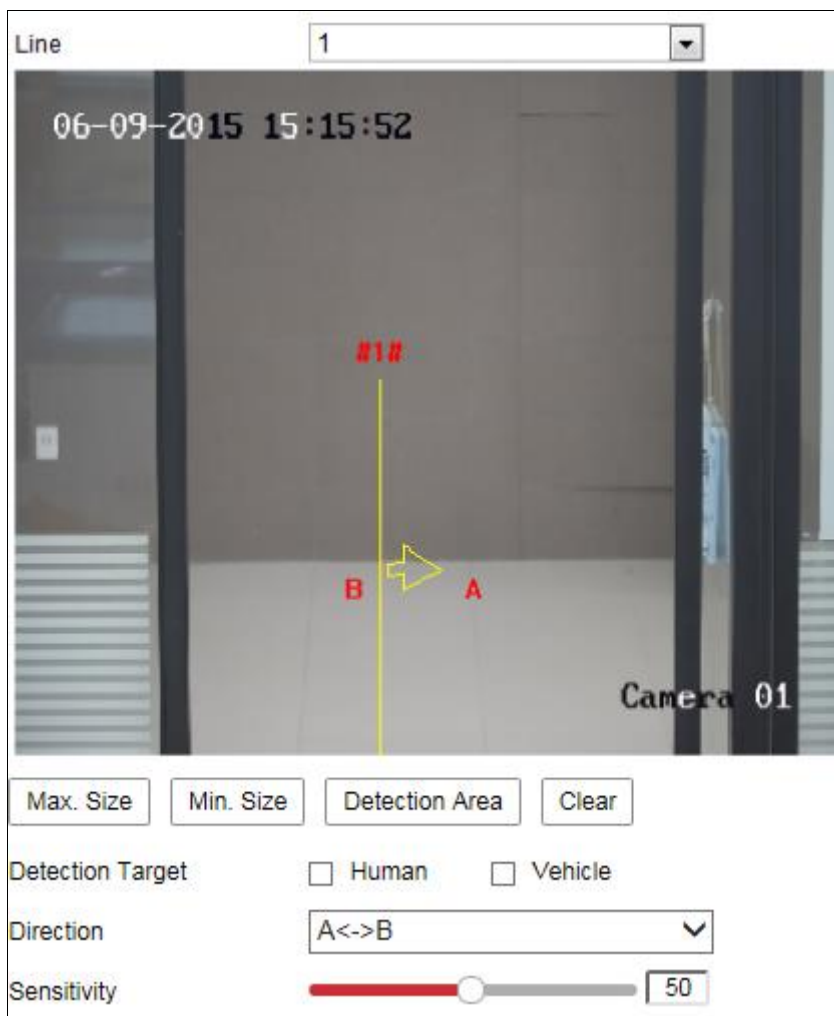 Line 1
06-09-2015 15:15:52
#1#
B A
Camera 01
Max. Size Min. Size Detection Area Clear
Detection Target Human Vehicle
Direction A<->B
Sensitivity 50